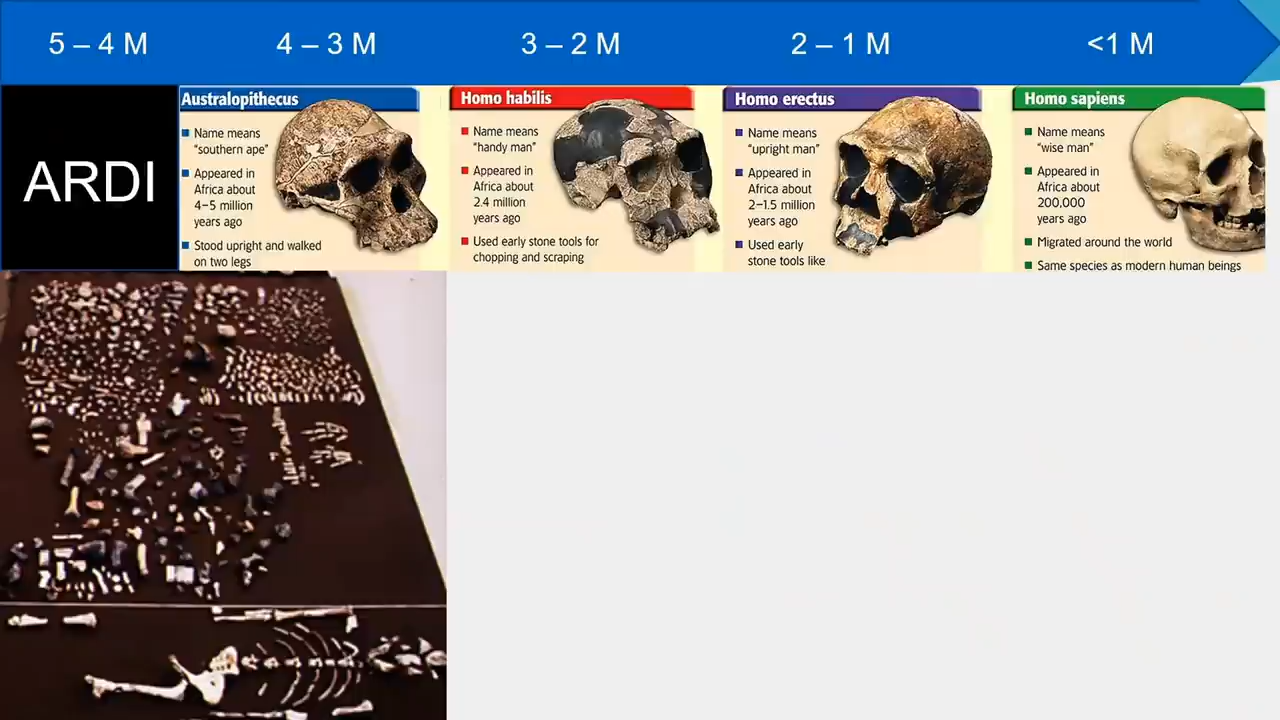 5 – 4 M
4 – 3 M
3 – 2 M
2 – 1 M
<1 M
ARDI
Australopithecus
Name means
“southern ape”
Appeared in
Africa about
4–5 million
years ago
Stood upright and walked
on two legs
Homo habilis
Name means
“handy man”
Appeared in
Africa about
2.4 million
years ago
Used early stone tools for
chopping and scraping
Homo erectus
Name means
“upright man”
Appeared in
Africa about
2–1.5 million
years ago
Used early
stone tools like
Homo sapiens
Name means
“wise man”
Appeared in
Africa about
200,000
years ago
Migrated around the world
Same species as modern human beings